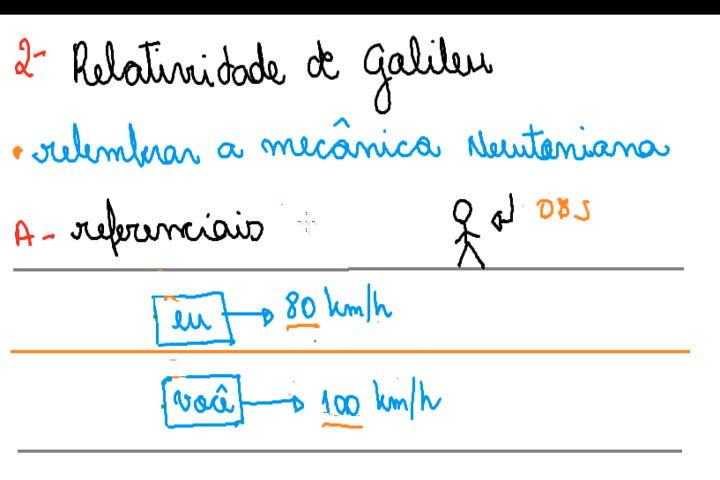 2- Relatividade de Galileu
• relembrar a mecânica Newtoniana
A- referenciais
OBS
eu 80 km/h
você 100 km/h